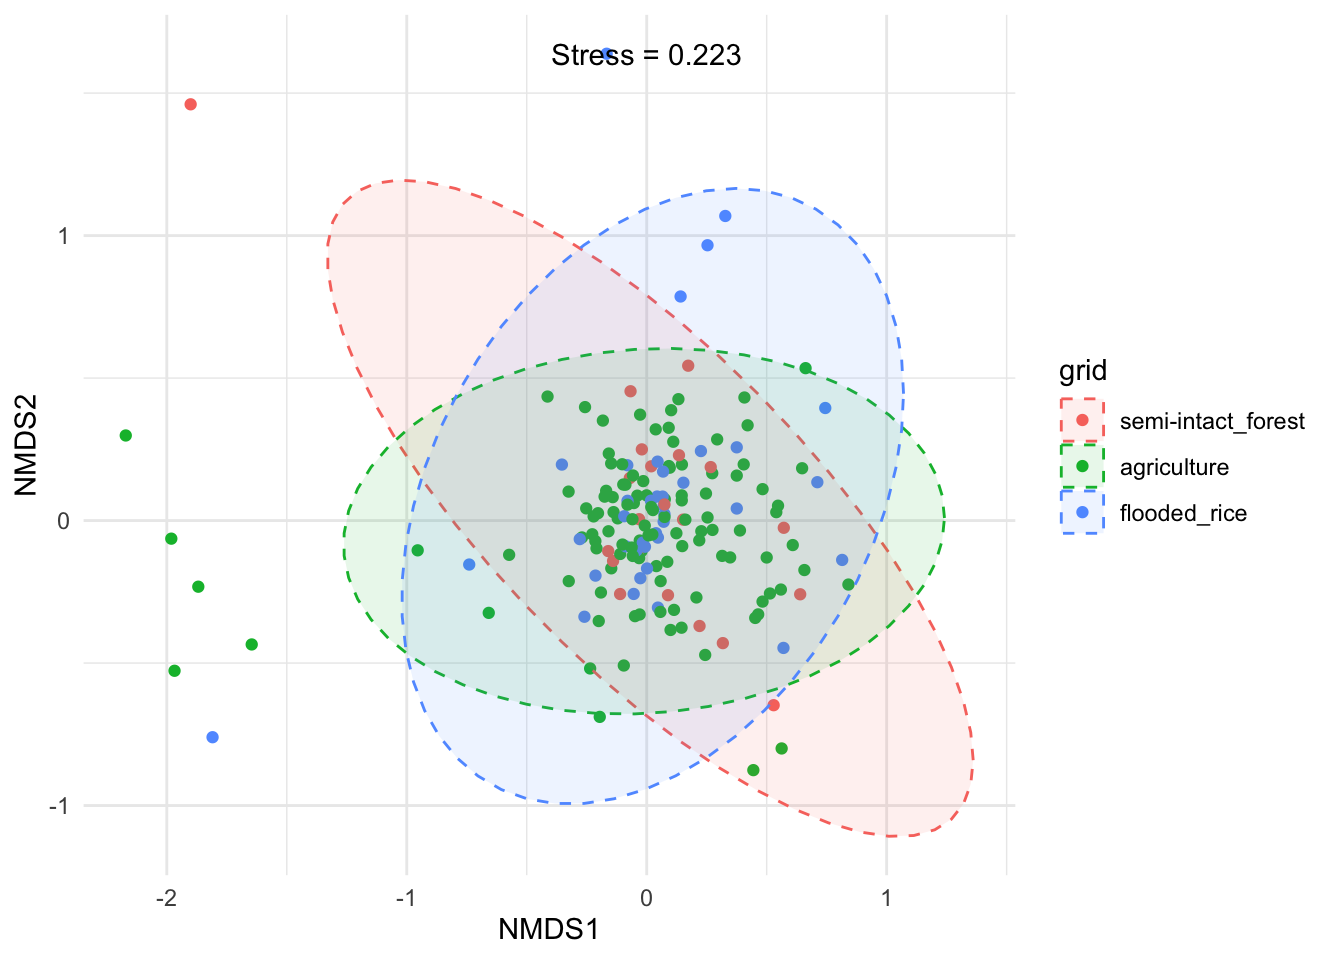 Stress = 0.223
1
0
-1
NMDS2
-2
-1
0
1
NMDS1
grid
semi-intact_forest
agriculture
flooded_rice